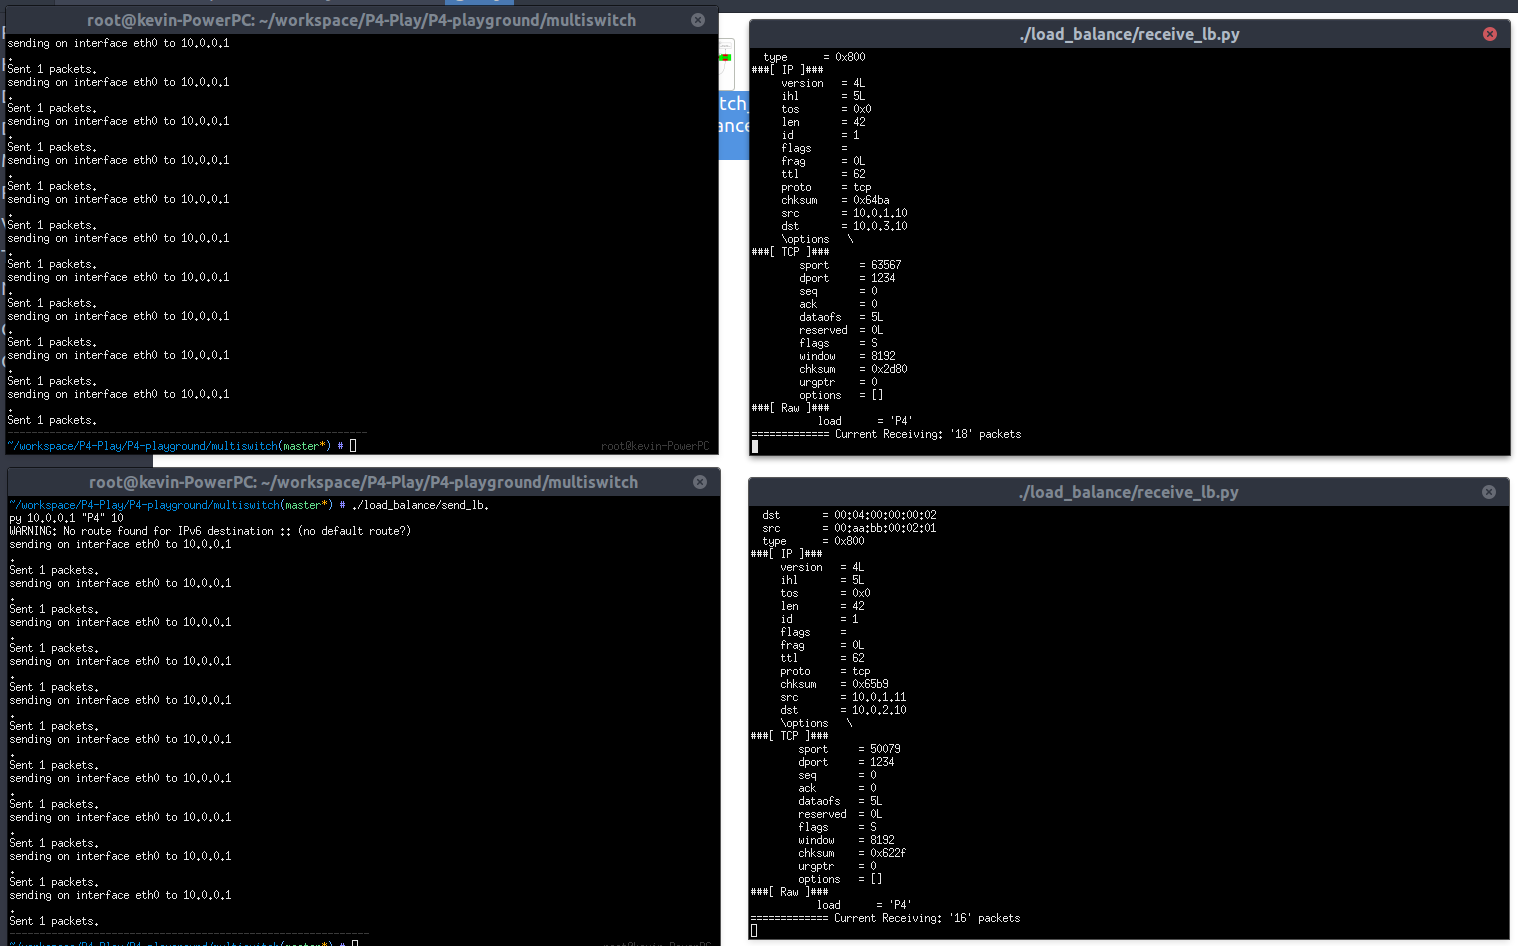 root@kevin-PowerPC: ~/workspace/P4-Play/P4-playground/multiswitch
sending on interface eth0 to 10.0.0.1
.
Sent 1 packets.
sending on interface eth0 to 10.0.0.1
.
Sent 1 packets.
sending on interface eth0 to 10.0.0.1
.
Sent 1 packets.
sending on interface eth0 to 10.0.0.1
.
Sent 1 packets.
sending on interface eth0 to 10.0.0.1
.
Sent 1 packets.
sending on interface eth0 to 10.0.0.1
.
Sent 1 packets.
sending on interface eth0 to 10.0.0.1
.
Sent 1 packets.
sending on interface eth0 to 10.0.0.1
.
Sent 1 packets.
sending on interface eth0 to 10.0.0.1
.
Sent 1 packets.
sending on interface eth0 to 10.0.0.1
.
Sent 1 packets.
~/workspace/P4-Play/P4-playground/multiswitch(master*) # root@kevin-PowerPC
tch_
ance
./load_balance/receive_lb.py
type = 0x800
###[ IP ]###
version = 4L
ihl = 5L
tos = 0x0
len = 42
id = 1
flags =
frag = 0L
ttl = 62
proto = tcp
chksum = 0x64ba
src = 10.0.1.10
dst = 10.0.3.10
\options \
###[ TCP ]###
sport = 63567
dport = 1234
seq = 0
ack = 0
dataofs = 5L
reserved = 0L
flags = S
window = 8192
chksum = 0x2d80
urgptr = 0
options = []
###[ Raw ]###
load = 'P4'
============= Current Receiving: '18' packets
root@kevin-PowerPC: ~/workspace/P4-Play/P4-playground/multiswitch
~/workspace/P4-Play/P4-playground/multiswitch(master*) # ./load_balance/send_lb.
py 10.0.0.1 "P4" 10
WARNING: No route found for IPv6 destination :: (no default route?)
sending on interface eth0 to 10.0.0.1
.
Sent 1 packets.
sending on interface eth0 to 10.0.0.1
.
Sent 1 packets.
sending on interface eth0 to 10.0.0.1
.
Sent 1 packets.
sending on interface eth0 to 10.0.0.1
.
Sent 1 packets.
sending on interface eth0 to 10.0.0.1
.
Sent 1 packets.
sending on interface eth0 to 10.0.0.1
.
Sent 1 packets.
sending on interface eth0 to 10.0.0.1
.
Sent 1 packets.
sending on interface eth0 to 10.0.0.1
.
Sent 1 packets.
sending on interface eth0 to 10.0.0.1
.
Sent 1 packets.
sending on interface eth0 to 10.0.0.1
.
Sent 1 packets.
~/workspace/P4-Play/P4-playground/multiswitch(master*) # root@kevin-PowerPC
./load_balance/receive_lb.py
dst = 00:04:00:00:00:02
src = 00:aa:bb:00:02:01
type = 0x800
###[ IP ]###
version = 4L
ihl = 5L
tos = 0x0
len = 42
id = 1
flags =
frag = 0L
ttl = 62
proto = tcp
chksum = 0x65b9
src = 10.0.1.11
dst = 10.0.2.10
\options \
###[ TCP ]###
sport = 50079
dport = 1234
seq = 0
ack = 0
dataofs = 5L
reserved = 0L
flags = S
window = 8192
chksum = 0x622f
urgptr = 0
options = []
###[ Raw ]###
load = 'P4'
============= Current Receiving: '16' packets